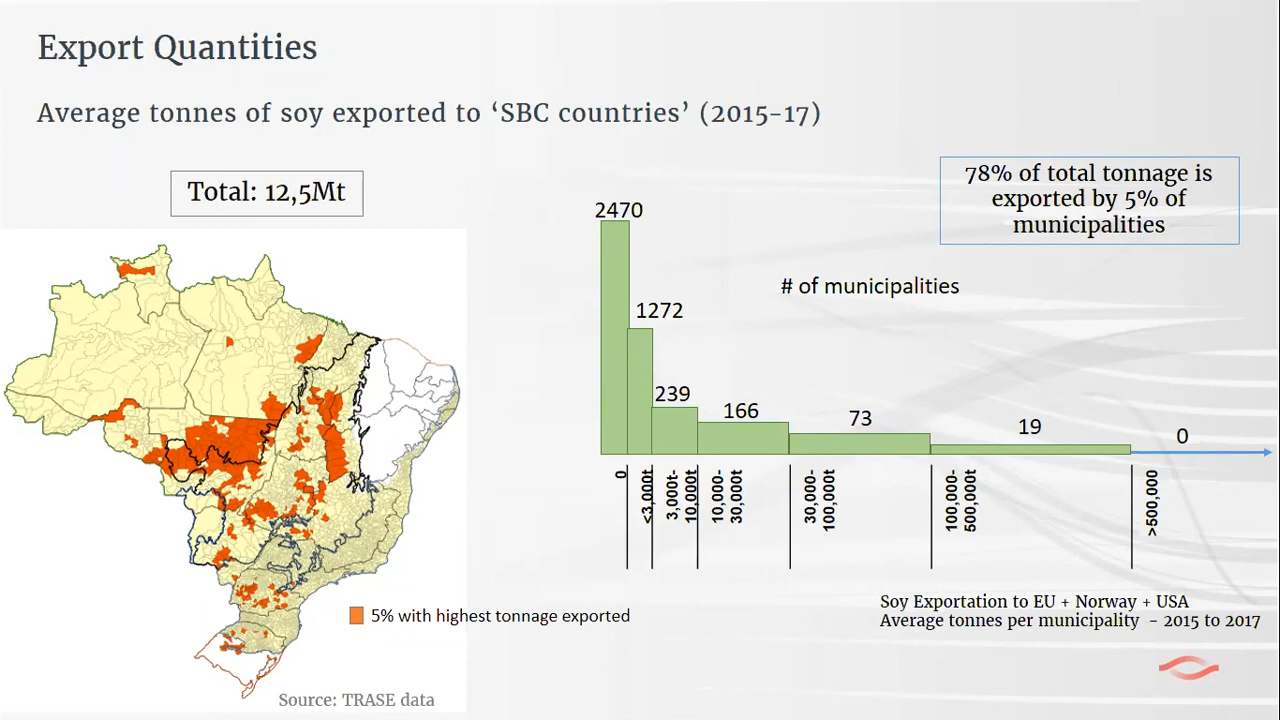 Export Quantities
Average tonnes of soy exported to ‘SBC countries’ (2015-17)
Total: 12,5Mt
78% of total tonnage is
exported by 5% of
municipalities
# of municipalities
2470
1272
239
166
73
19
0
0
<3,000t
3,000t-
10,000t
10,000-
30,000t
30,000-
100,000t
100,000-
500,000t
>500,000
5% with highest tonnage exported
Soy Exportation to EU + Norway + USA
Average tonnes per municipality - 2015 to 2017
Source: TRASE data